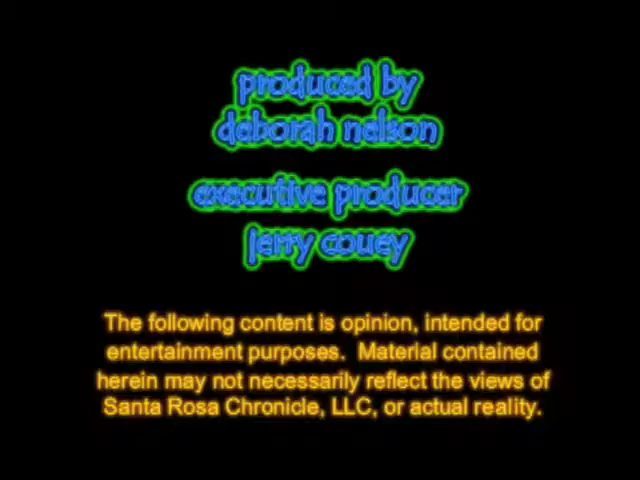 produced by
deborah nelson
executive producer
jerry couey
The following content is opinion, intended for
entertainment purposes.  Material contained
herein may not necessarily reflect the views of
Santa Rosa Chronicle, LLC, or actual reality.